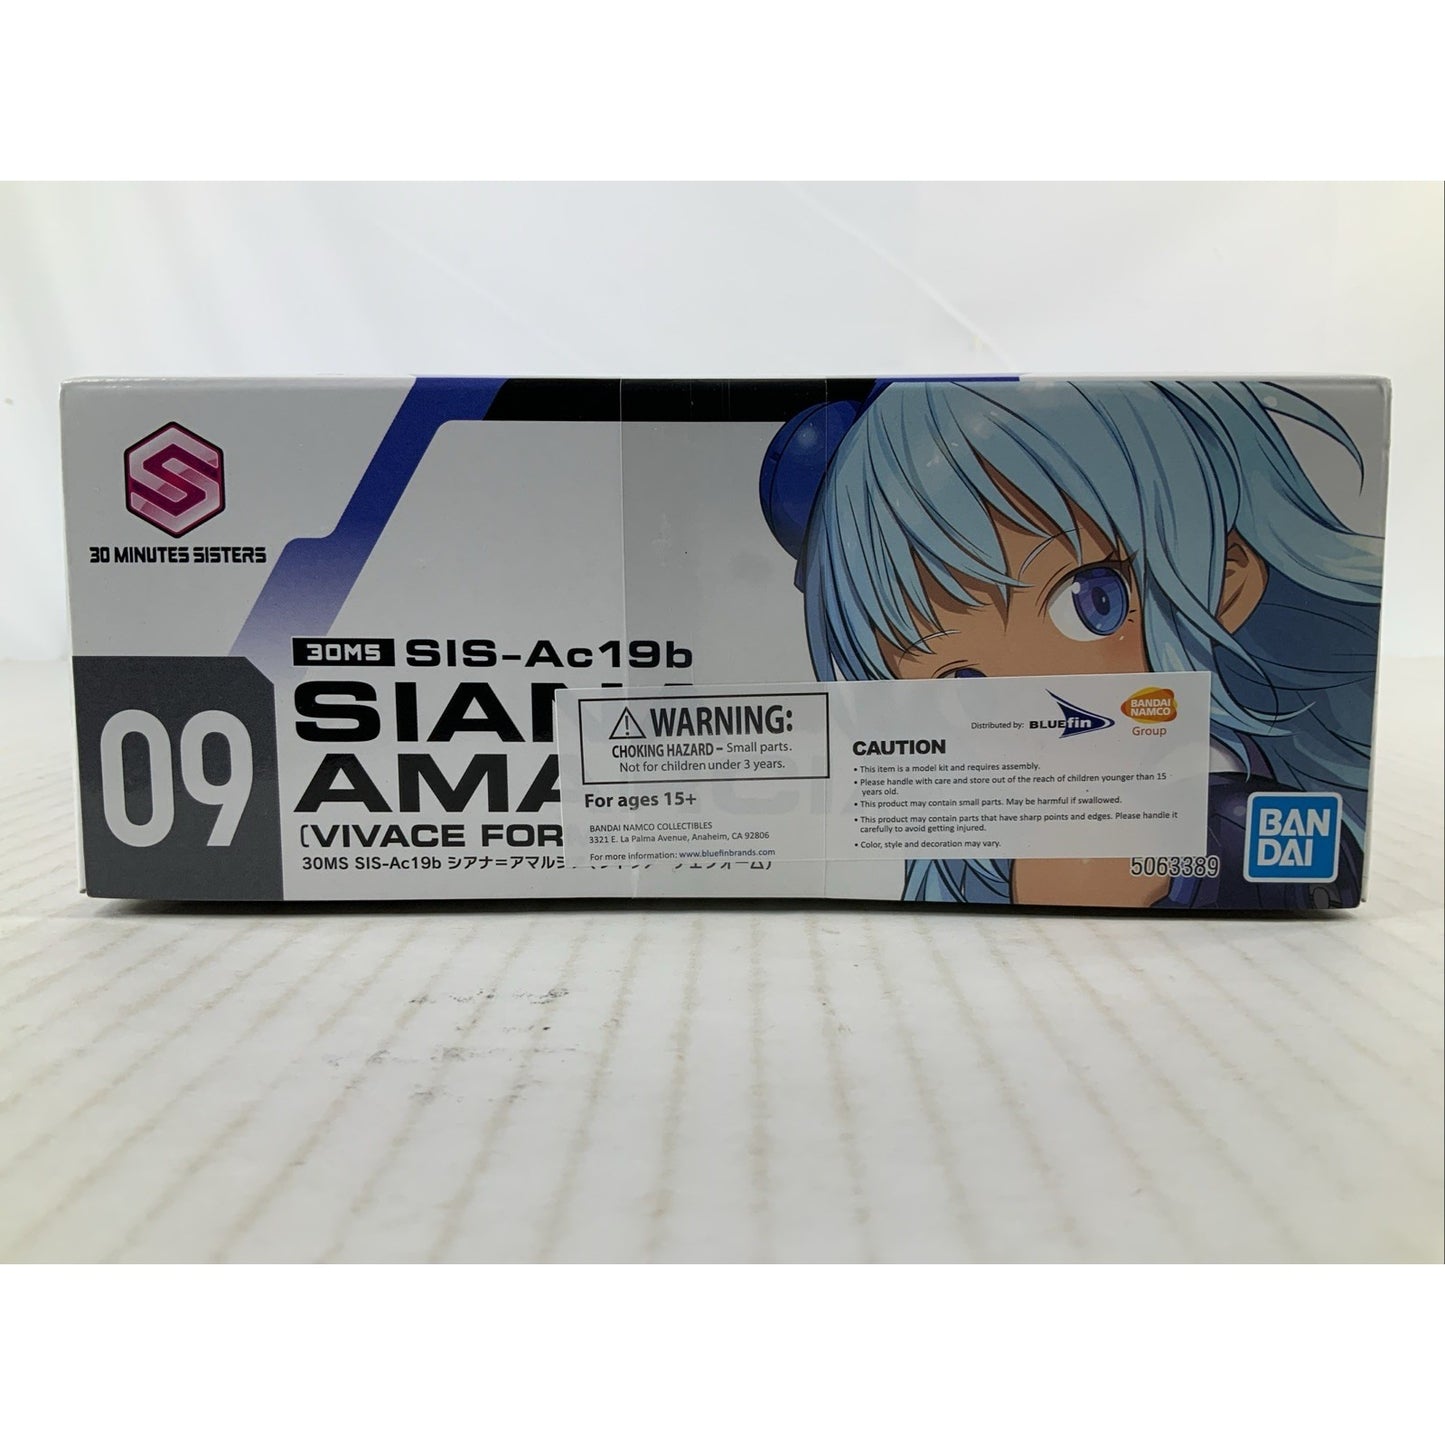 30 MINUTES SISTERS
09
30MS SIS-Ac19b
SIANA
AMA
(VIVACE FOR
30MS SIS-Ac19b シアナ=アマルシ
WARNING:
CHOKING HAZARD – Small parts.
Not for children under 3 years.
For ages 15+
BANDAI NAMCO COLLECTIBLES
3321 E. La Palma Avenue, Anaheim, CA 92806
For more information: www.bluefinbrands.com
Distributed by: BLUEfin
BANDAI
NAMCO
Group
CAUTION
• This item is a model kit and requires assembly.
• Please handle with care and store out of the reach of children younger than 15
years old.
• This product may contain small parts. May be harmful if swallowed.
• This product may contain parts that have sharp points and edges. Please handle it
carefully to avoid getting injured.
• Color, style and decoration may vary.
5063389
BAN
DAI